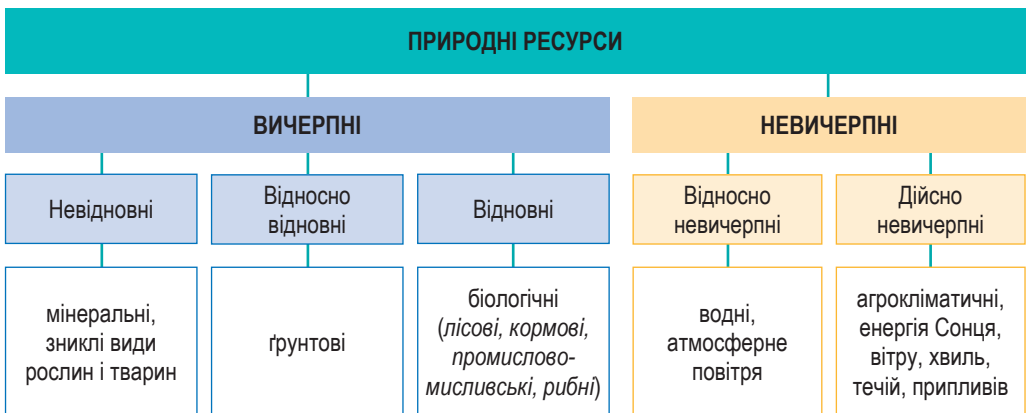 ПРИРОДНІ РЕСУРСИ
ВИЧЕРПНІ
НЕВИЧЕРПНІ
Невідновні
Відносно
відновні
Відновні
Відносно
невичерпні
Дійсно
невичерпні
мінеральні,
зниклі види
рослин і тварин
ґрунтові
біологічні
(лісові, кормові,
промислово-
мисливські, рибні)
водні,
атмосферне
повітря
агрокліматичні,
енергія Сонця,
вітру, хвиль,
течій, припливів